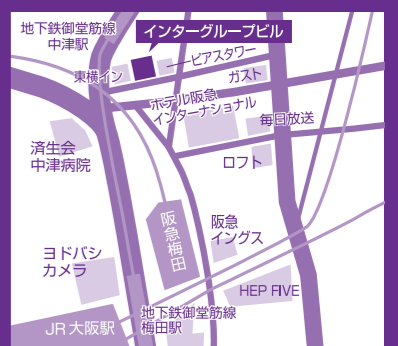 地下鉄御堂筋線
中津駅
インターグループビル
ピアスタワー
東横イン
ガスト
ホテル阪急
インターナショナル
毎日放送
済生会
中津病院
ロフト
阪急梅田
阪急
イングス
ヨドバシ
カメラ
HEP FIVE
地下鉄御堂筋線
梅田駅
JR大阪駅